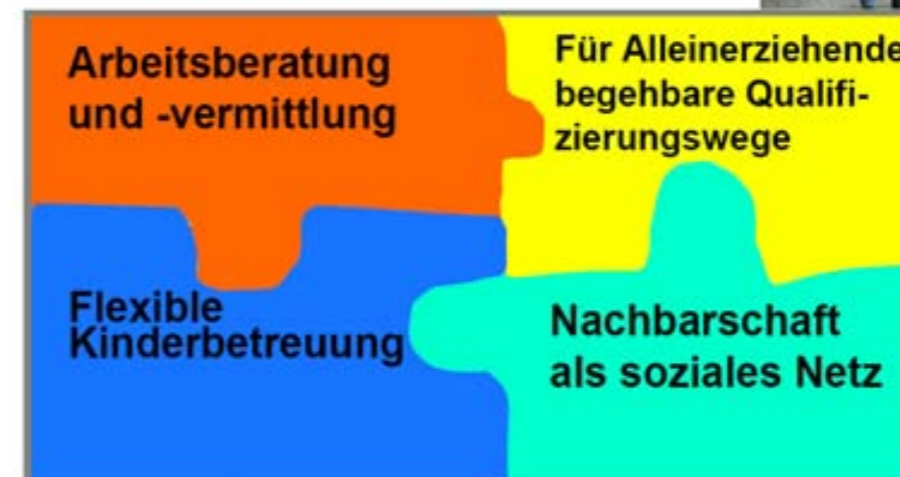 Arbeitsberatung
und -vermittlung
Für Alleinerziehende
begehbare Qualifi-
zierungswege
Flexible
Kinderbetreuung
Nachbarschaft
als soziales Netz